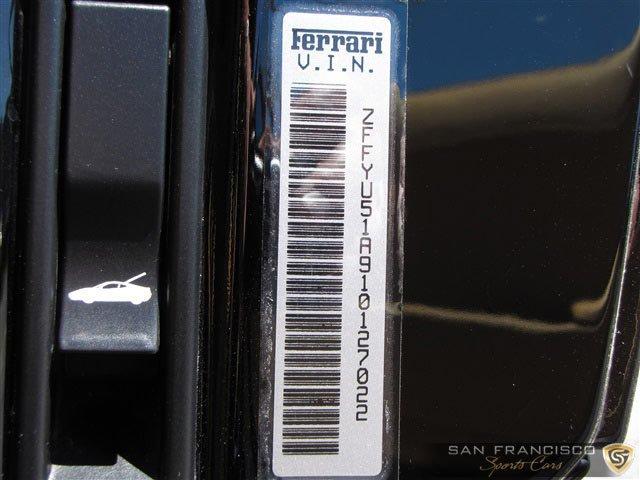 Ferrari
V.I.N.
ZFFYU51A910127022
SAN FRANCISCO
Sports Cars